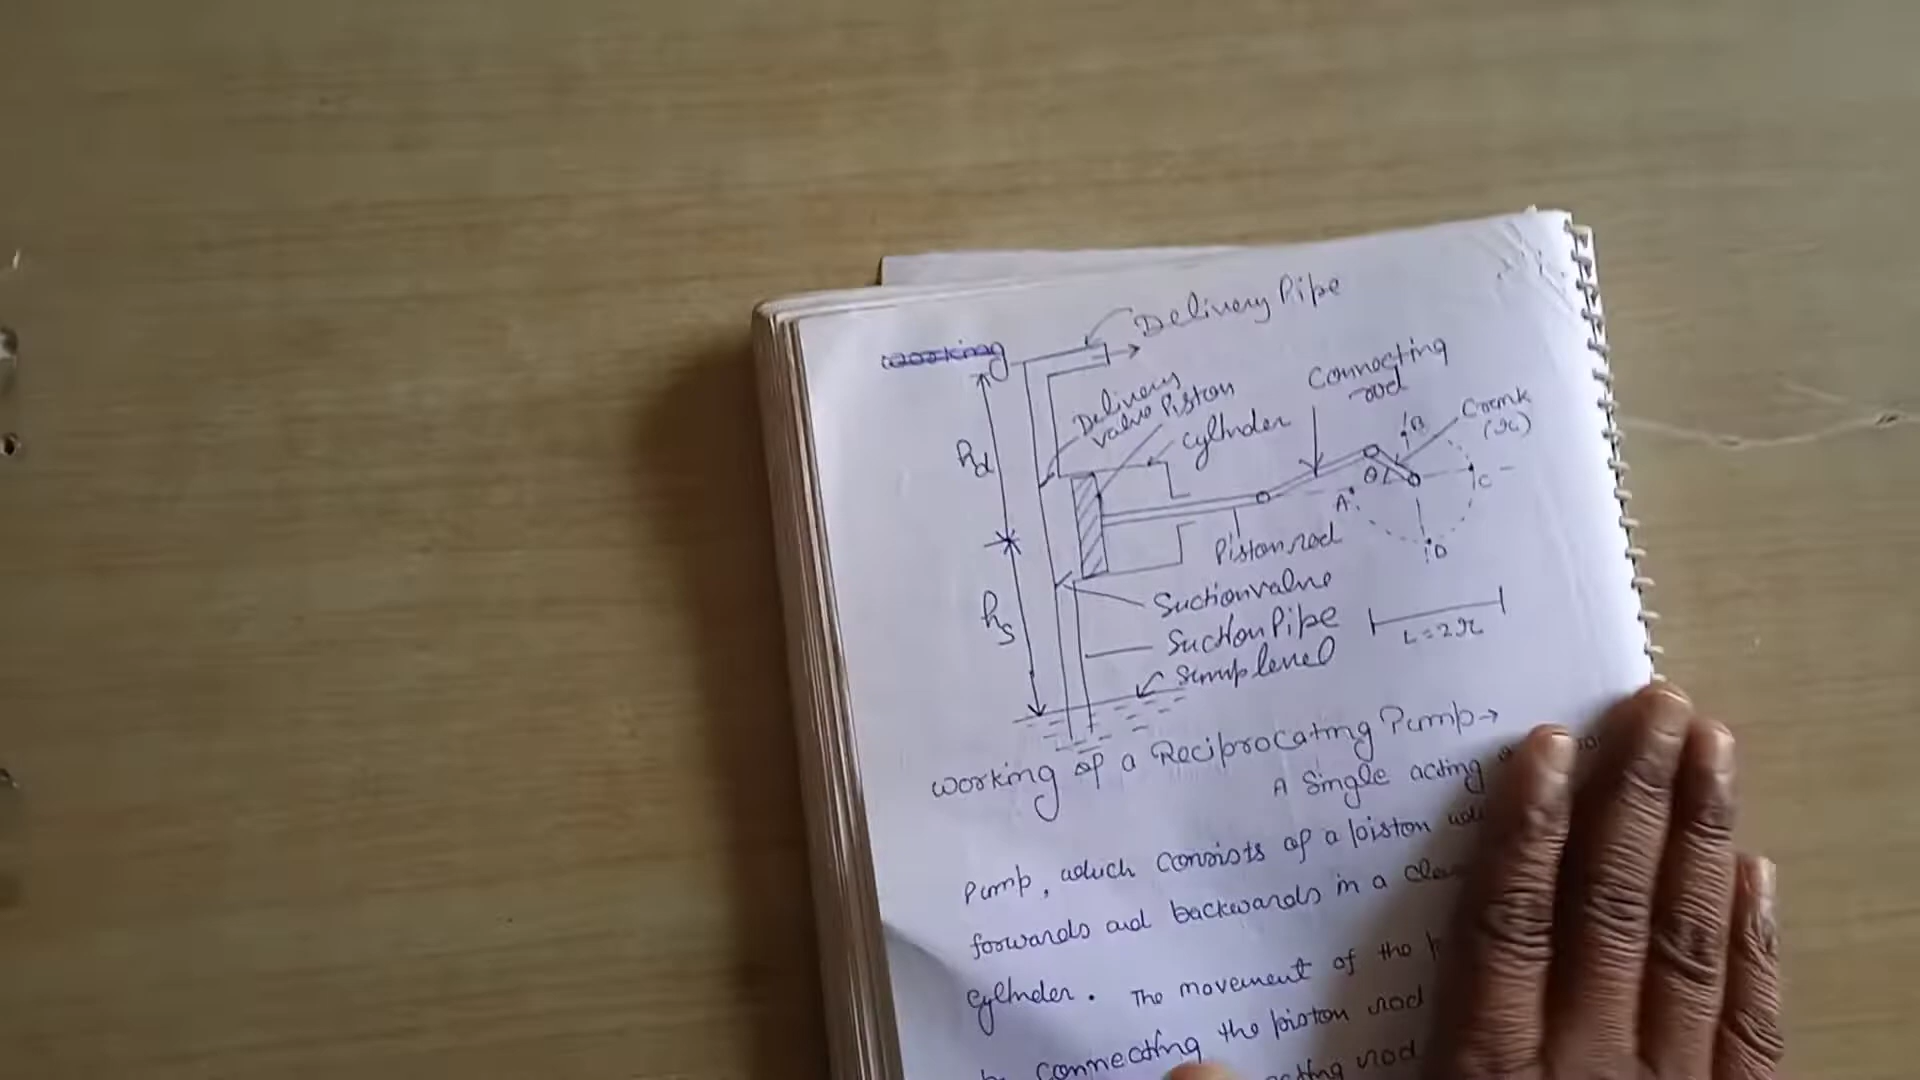 working
Delivery Pipe
hd
Delivery
valve
Piston
cylinder
Connecting
rod
Crank
(r)
B
θ
A
C
D
Piston rod
Suction valve
hs
Suction Pipe
L = 2r
Sump level
working of a Reciprocating Pump→
A Single acting
Pump, which consists of a piston
forwards and backwards in a
Cylinder. The movement of the
Connecting the piston rod
rod